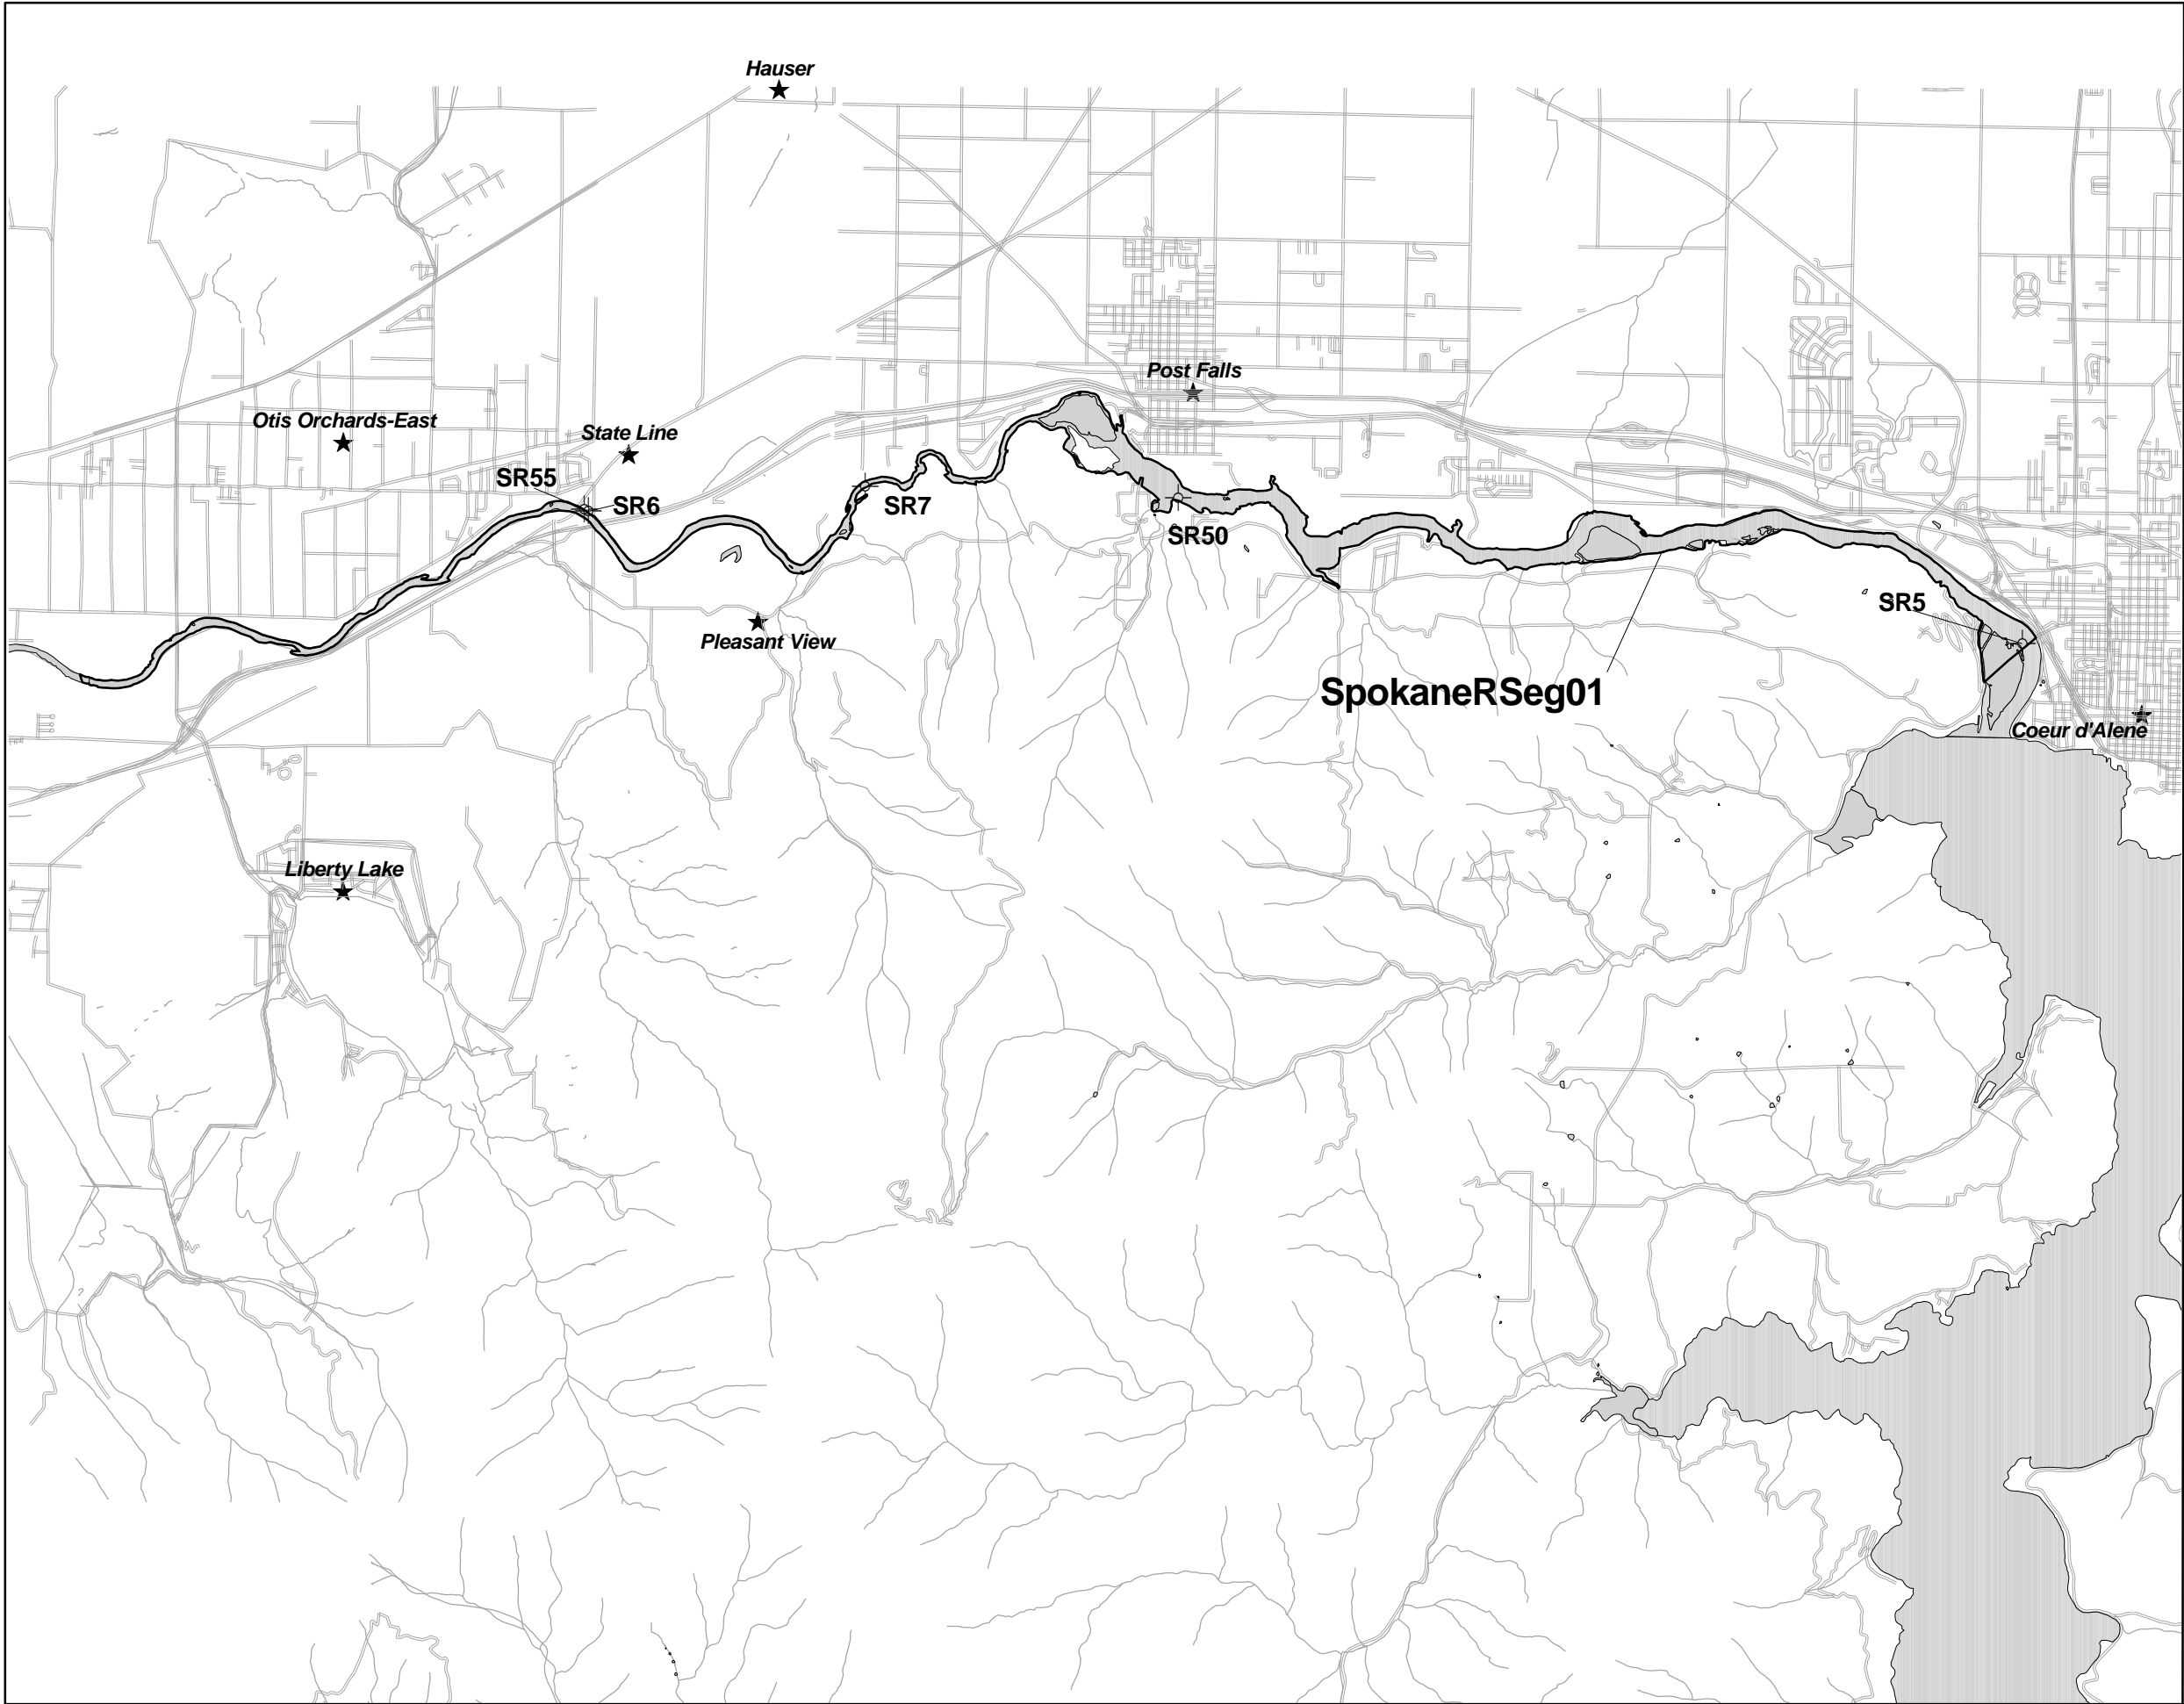 Hauser
Post Falls
Otis Orchards-East
State Line
SR55
SR6
SR7
SR50
SR5
Pleasant View
SpokaneRSeg01
Coeur d'Alene
Liberty Lake